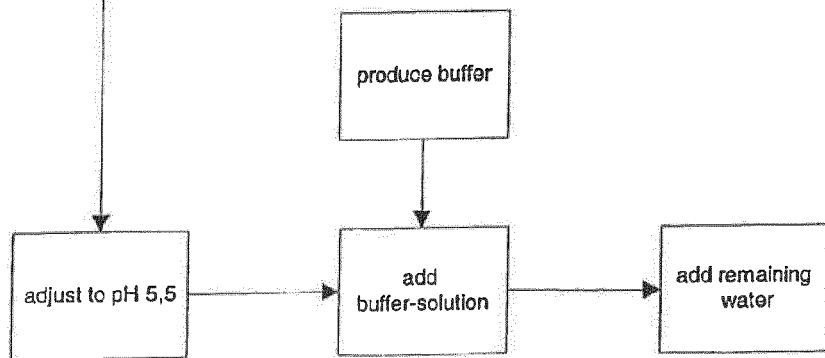 produce buffer
adjust to pH 5,5
add
buffer-solution
add remaining
water